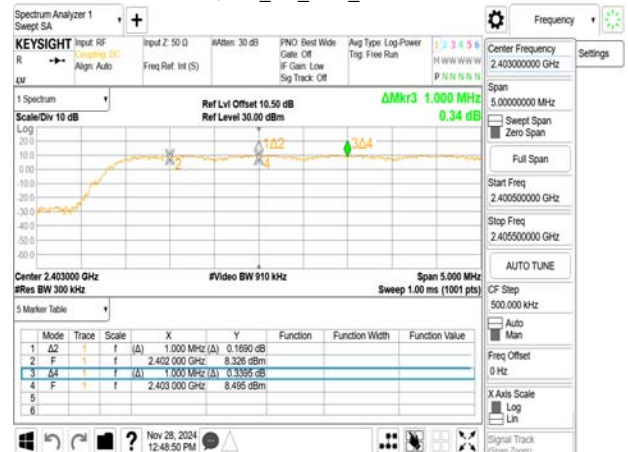 Spectrum Analyzer 1
Swept SA
Frequency
Settings
KEYSIGHT
R
LXI
Input: RF
Coupling: DC
Align: Auto
Input Z: 50 Ω
Freq Ref: Int (S)
#Atten: 30 dB
PNO: Best Wide
Gate: Off
IF Gain: Low
Sig Track: Off
Avg Type: Log-Power
Trig: Free Run
1 2 3 4 5 6
M W W W W W
P N N N N N
1 Spectrum
Scale/Div 10 dB
Ref Lvl Offset 10.50 dB
Ref Level 30.00 dBm
ΔMkr3 1.000 MHz
0.34 dB
Log
20.0
10.0
0.00
-10.0
-20.0
-30.0
-40.0
-50.0
-60.0
1Δ2
3Δ4
2
4
Center 2.403000 GHz
#Res BW 300 kHz
#Video BW 910 kHz
Span 5.000 MHz
Sweep 1.00 ms (1001 pts)
5 Marker Table
Mode Trace Scale X Y Function Function Width Function Value
1 Δ2 1 f (Δ) 1.000 MHz (Δ) 0.1690 dB
2 F 1 f 2.402 000 GHz 8.326 dBm
3 Δ4 1 f (Δ) 1.000 MHz (Δ) 0.3395 dB
4 F 1 f 2.403 000 GHz 8.495 dBm
5
6
Nov 28, 2024
12:48:50 PM
Center Frequency
2.403000000 GHz
Span
5.00000000 MHz
Swept Span
Zero Span
Full Span
Start Freq
2.400500000 GHz
Stop Freq
2.405500000 GHz
AUTO TUNE
CF Step
500.000 kHz
Auto
Man
Freq Offset
0 Hz
X Axis Scale
Log
Lin
Signal Track
(Span Zoom)